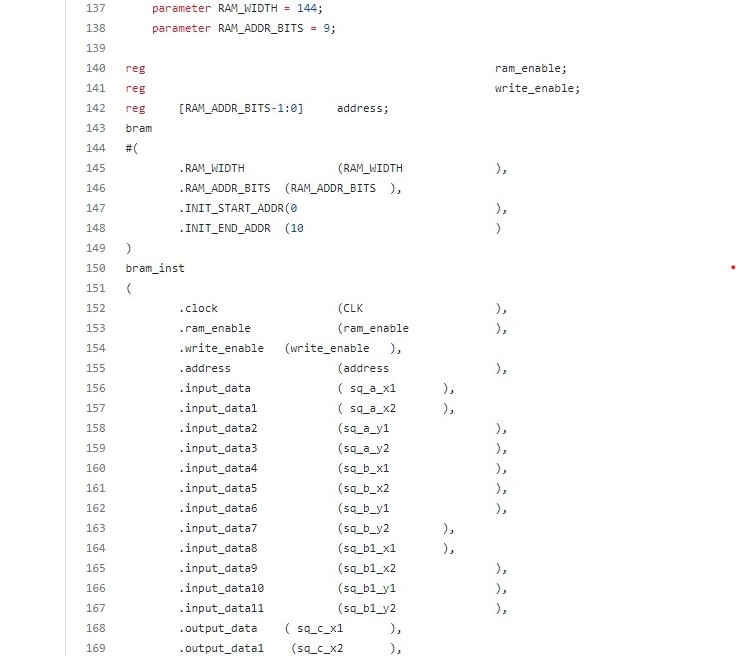 137 parameter RAM_WIDTH = 144;
138 parameter RAM_ADDR_BITS = 9;
139
140 reg ram_enable;
141 reg write_enable;
142 reg [RAM_ADDR_BITS-1:0] address;
143 bram
144 #(
145 .RAM_WIDTH (RAM_WIDTH ),
146 .RAM_ADDR_BITS (RAM_ADDR_BITS ),
147 .INIT_START_ADDR(0 ),
148 .INIT_END_ADDR (10 )
149 )
150 bram_inst
151 (
152 .clock (CLK ),
153 .ram_enable (ram_enable ),
154 .write_enable (write_enable ),
155 .address (address ),
156 .input_data ( sq_a_x1 ),
157 .input_data1 ( sq_a_x2 ),
158 .input_data2 (sq_a_y1 ),
159 .input_data3 (sq_a_y2 ),
160 .input_data4 (sq_b_x1 ),
161 .input_data5 (sq_b_x2 ),
162 .input_data6 (sq_b_y1 ),
163 .input_data7 (sq_b_y2 ),
164 .input_data8 (sq_b1_x1 ),
165 .input_data9 (sq_b1_x2 ),
166 .input_data10 (sq_b1_y1 ),
167 .input_data11 (sq_b1_y2 ),
168 .output_data ( sq_c_x1 ),
169 .output_data1 (sq_c_x2 ),